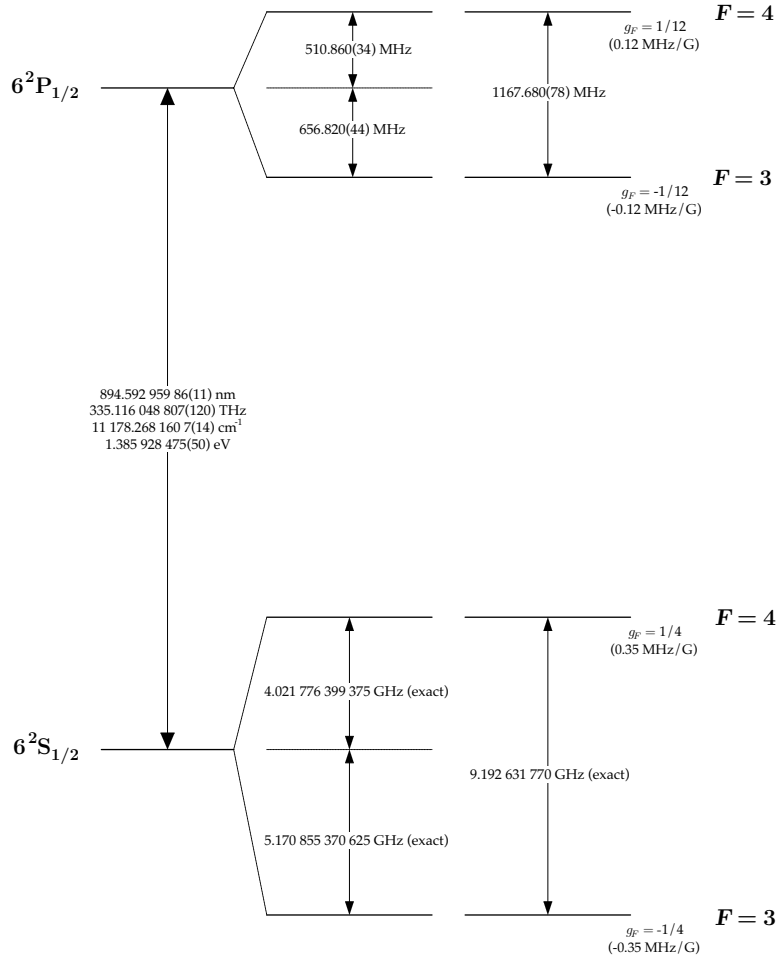 F = 4
g_F = 1/12
(0.12 MHz/G)
510.860(34) MHz
6²P₁/₂
1167.680(78) MHz
656.820(44) MHz
F = 3
g_F = -1/12
(-0.12 MHz/G)
894.592 959 86(11) nm
335.116 048 807(120) THz
11 178.268 160 7(14) cm⁻¹
1.385 928 475(50) eV
F = 4
g_F = 1/4
(0.35 MHz/G)
4.021 776 399 375 GHz (exact)
6²S₁/₂
9.192 631 770 GHz (exact)
5.170 855 370 625 GHz (exact)
F = 3
g_F = -1/4
(-0.35 MHz/G)